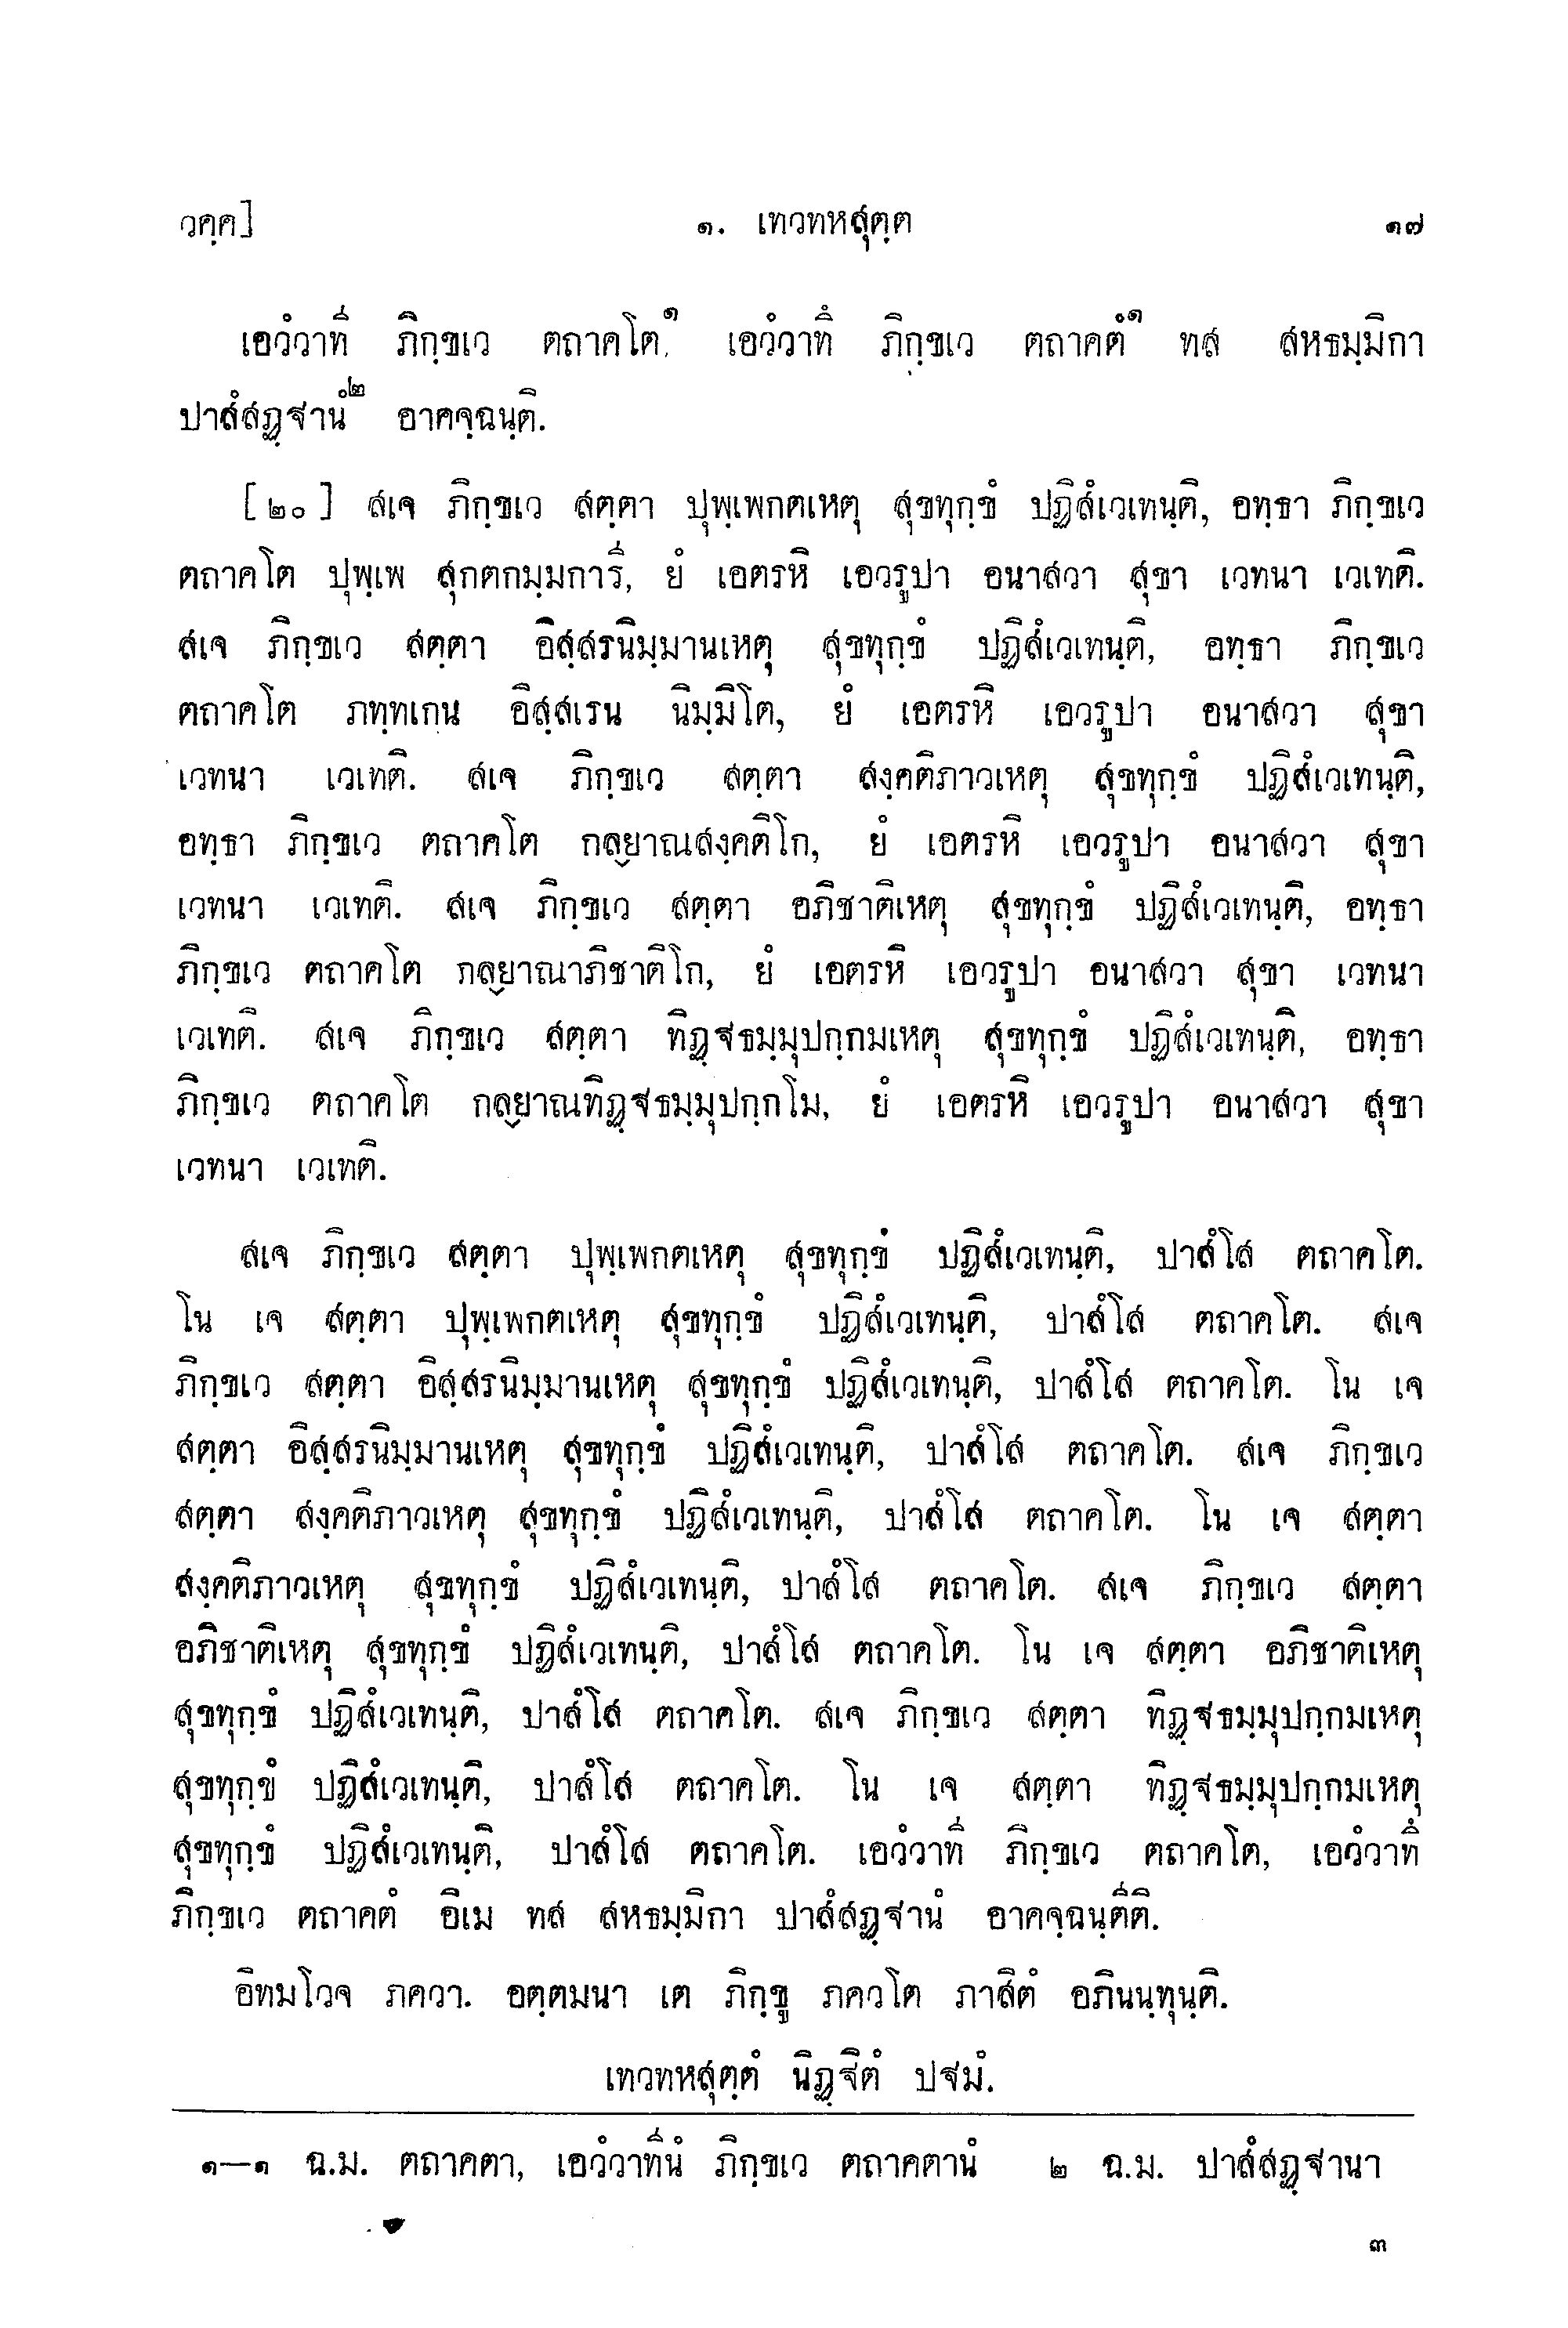 วคฺค] ๑. เทวทหสุตฺต ๑๗
เอวํวาที ภิกฺขเว ตถาคโต๑ เอวํวาทึ ภิกฺขเว ตถาคตํ๑ ทส สหธมฺมิกา
ปาสํสฏฺฐานํ๒ อาคจฺฉนฺติ.
[๒๐] สเจ ภิกฺขเว สตฺตา ปุพฺเพกตเหตุ สุขทุกฺขํ ปฏิสํเวเทนฺติ, อทฺธา ภิกฺขเว
ตถาคโต ปุพฺเพ สุกตกมฺมการี, ยํ เอตรหิ เอวรูปา อนาสวา สุขา เวทนา เวเทติ.
สเจ ภิกฺขเว สตฺตา อิสฺสรนิมฺมานเหตุ สุขทุกฺขํ ปฏิสํเวเทนฺติ, อทฺธา ภิกฺขเว
ตถาคโต ภทฺทเกน อิสฺสเรน นิมฺมิโต, ยํ เอตรหิ เอวรูปา อนาสวา สุขา
เวทนา เวเทติ. สเจ ภิกฺขเว สตฺตา สงฺคติภาวเหตุ สุขทุกฺขํ ปฏิสํเวเทนฺติ,
อทฺธา ภิกฺขเว ตถาคโต กลฺยาณสงฺคติโก, ยํ เอตรหิ เอวรูปา อนาสวา สุขา
เวทนา เวเทติ. สเจ ภิกฺขเว สตฺตา อภิชาติเหตุ สุขทุกฺขํ ปฏิสํเวเทนฺติ, อทฺธา
ภิกฺขเว ตถาคโต กลฺยาณาภิชาติโก, ยํ เอตรหิ เอวรูปา อนาสวา สุขา เวทนา
เวเทติ. สเจ ภิกฺขเว สตฺตา ทิฏฺฐธมฺมุปกฺกมเหตุ สุขทุกฺขํ ปฏิสํเวเทนฺติ, อทฺธา
ภิกฺขเว ตถาคโต กลฺยาณทิฏฺฐธมฺมุปกฺกโม, ยํ เอตรหิ เอวรูปา อนาสวา สุขา
เวทนา เวเทติ.
สเจ ภิกฺขเว สตฺตา ปุพฺเพกตเหตุ สุขทุกฺขํ ปฏิสํเวเทนฺติ, ปาสํโส ตถาคโต.
โน เจ สตฺตา ปุพฺเพกตเหตุ สุขทุกฺขํ ปฏิสํเวเทนฺติ, ปาสํโส ตถาคโต. สเจ
ภิกฺขเว สตฺตา อิสฺสรนิมฺมานเหตุ สุขทุกฺขํ ปฏิสํเวเทนฺติ, ปาสํโส ตถาคโต. โน เจ
สตฺตา อิสฺสรนิมฺมานเหตุ สุขทุกฺขํ ปฏิสํเวเทนฺติ, ปาสํโส ตถาคโต. สเจ ภิกฺขเว
สตฺตา สงฺคติภาวเหตุ สุขทุกฺขํ ปฏิสํเวเทนฺติ, ปาสํโส ตถาคโต. โน เจ สตฺตา
สงฺคติภาวเหตุ สุขทุกฺขํ ปฏิสํเวเทนฺติ, ปาสํโส ตถาคโต. สเจ ภิกฺขเว สตฺตา
อภิชาติเหตุ สุขทุกฺขํ ปฏิสํเวเทนฺติ, ปาสํโส ตถาคโต. โน เจ สตฺตา อภิชาติเหตุ
สุขทุกฺขํ ปฏิสํเวเทนฺติ, ปาสํโส ตถาคโต. สเจ ภิกฺขเว สตฺตา ทิฏฺฐธมฺมุปกฺกมเหตุ
สุขทุกฺขํ ปฏิสํเวเทนฺติ, ปาสํโส ตถาคโต. โน เจ สตฺตา ทิฏฺฐธมฺมุปกฺกมเหตุ
สุขทุกฺขํ ปฏิสํเวเทนฺติ, ปาสํโส ตถาคโต. เอวํวาที ภิกฺขเว ตถาคโต, เอวํวาทึ
ภิกฺขเว ตถาคตํ อิเม ทส สหธมฺมิกา ปาสํสฏฺฐานํ อาคจฺฉนฺตีติ.
อิทมโวจ ภควา. อตฺตมนา เต ภิกฺขู ภควโต ภาสิตํ อภินนฺทุนฺติ.
เทวทหสุตฺตํ นิฏฺฐิตํ ปฐมํ.
๑—๑ ฉ.ม. ตถาคตา, เอวํวาทีนํ ภิกฺขเว ตถาคตานํ ๒ ฉ.ม. ปาสํสฏฺฐานา
๓